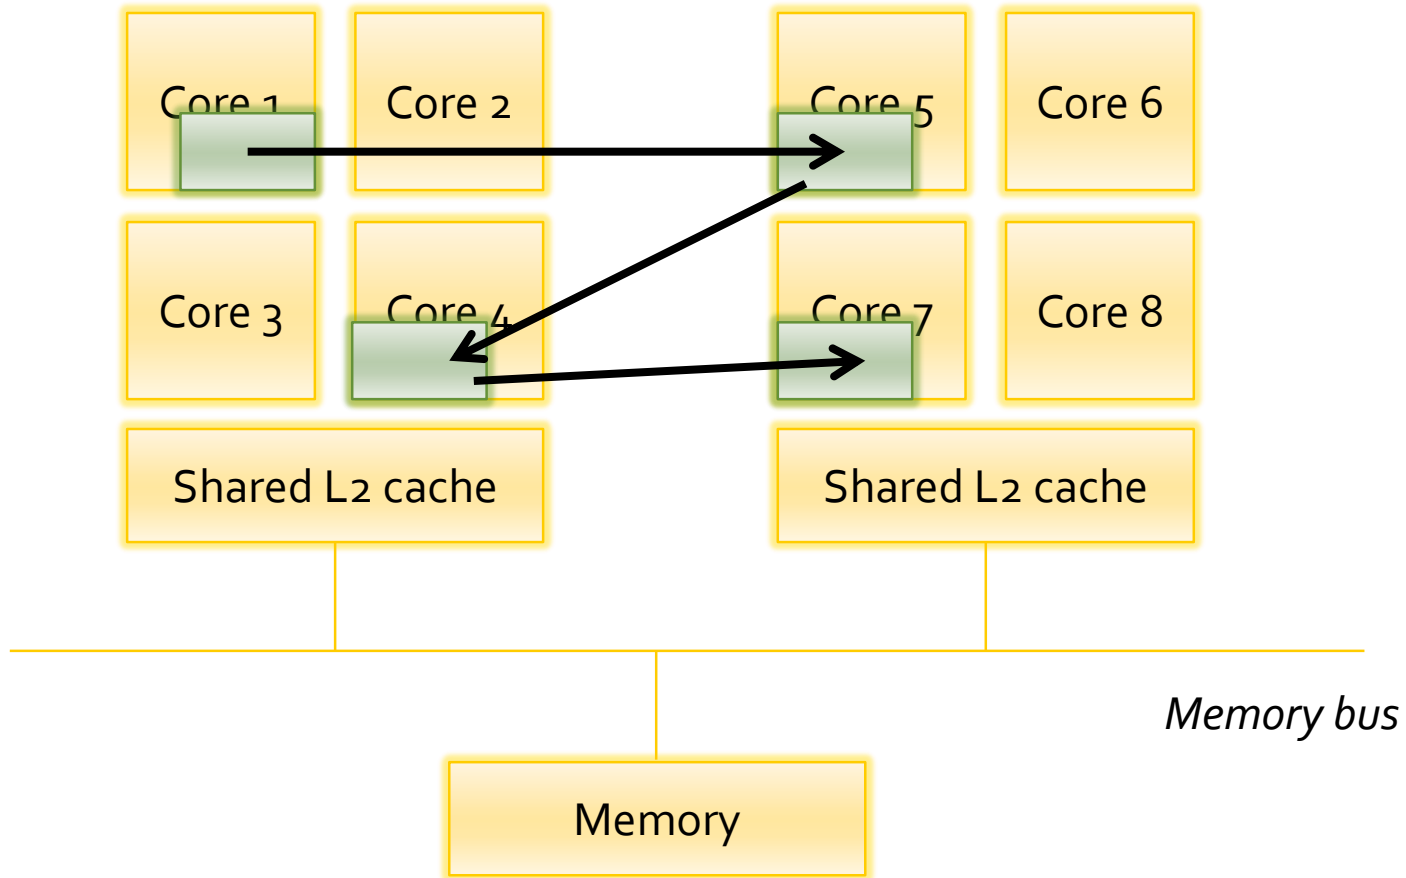 Core 1
Core 2
Core 5
Core 6
Core 3
Core 4
Core 7
Core 8
Shared L2 cache
Shared L2 cache
Memory bus
Memory